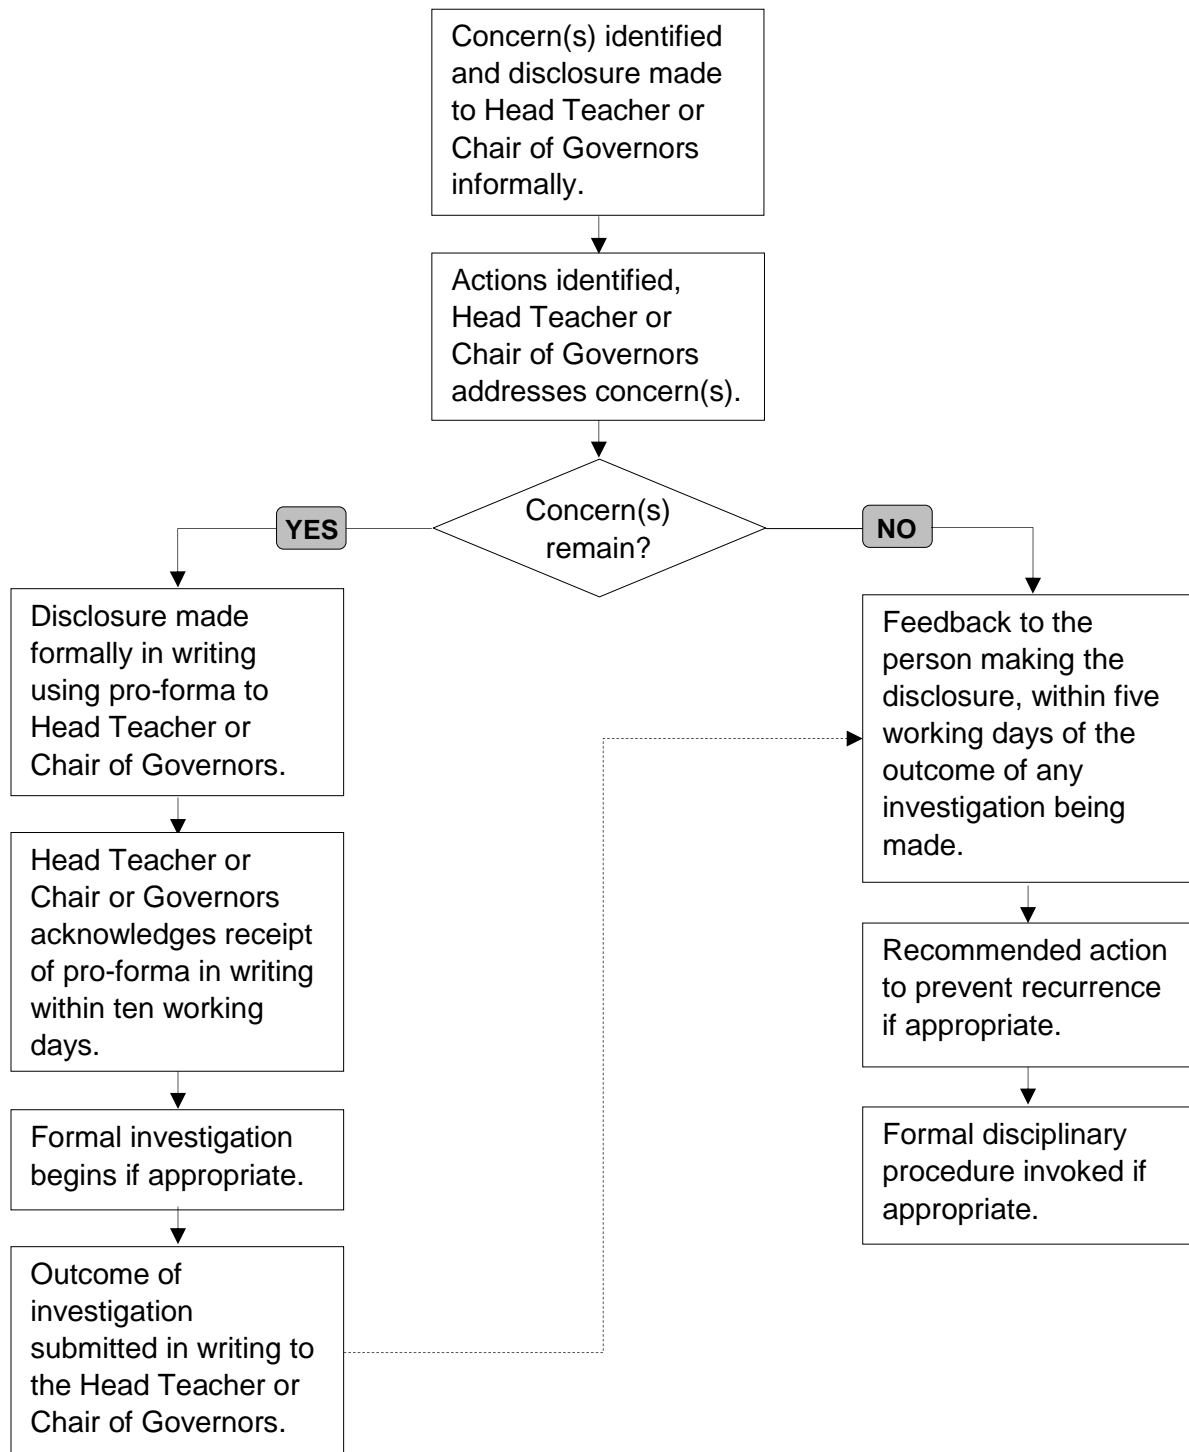 Concern(s) identified
and disclosure made
to Head Teacher or
Chair of Governors
informally.
Actions identified,
Head Teacher or
Chair of Governors
addresses concern(s).
Concern(s)
remain?
YES
NO
Disclosure made
formally in writing
using pro-forma to
Head Teacher or
Chair of Governors.
Head Teacher or
Chair or Governors
acknowledges receipt
of pro-forma in writing
within ten working
days.
Formal investigation
begins if appropriate.
Outcome of
investigation
submitted in writing to
the Head Teacher or
Chair of Governors.
Feedback to the
person making the
disclosure, within five
working days of the
outcome of any
investigation being
made.
Recommended action
to prevent recurrence
if appropriate.
Formal disciplinary
procedure invoked if
appropriate.